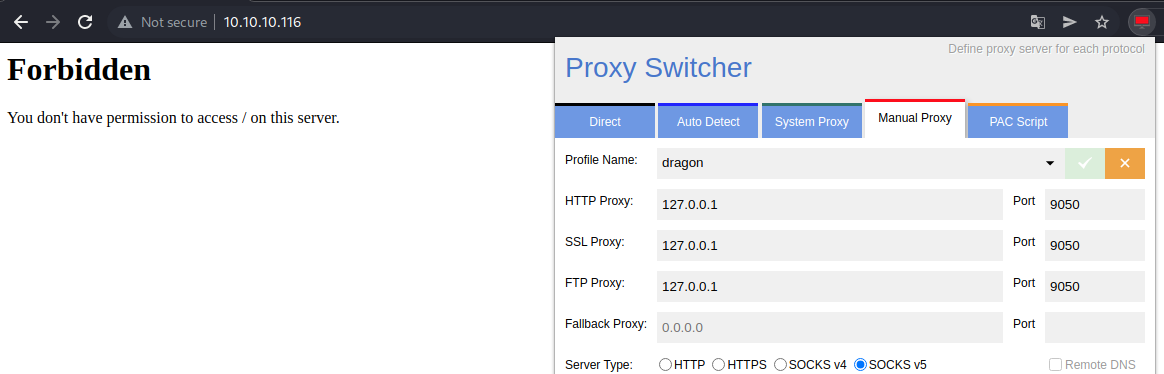 Not secure | 10.10.10.116
Forbidden
You don't have permission to access / on this server.
Define proxy server for each protocol
Proxy Switcher
Direct Auto Detect System Proxy Manual Proxy PAC Script
Profile Name: dragon
HTTP Proxy: 127.0.0.1 Port 9050
SSL Proxy: 127.0.0.1 Port 9050
FTP Proxy: 127.0.0.1 Port 9050
Fallback Proxy: 0.0.0.0 Port
Server Type: HTTP HTTPS SOCKS v4 SOCKS v5 Remote DNS